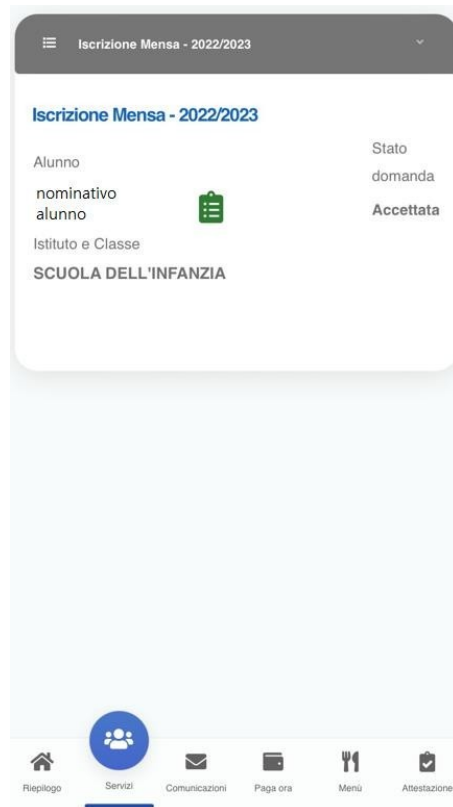 Iscrizione Mensa - 2022/2023
Iscrizione Mensa - 2022/2023
Alunno
nominativo
alunno
Stato
domanda
Accettata
Istituto e Classe
SCUOLA DELL'INFANZIA
Riepilogo
Servizi
Comunicazioni
Paga ora
Menù
Attestazione